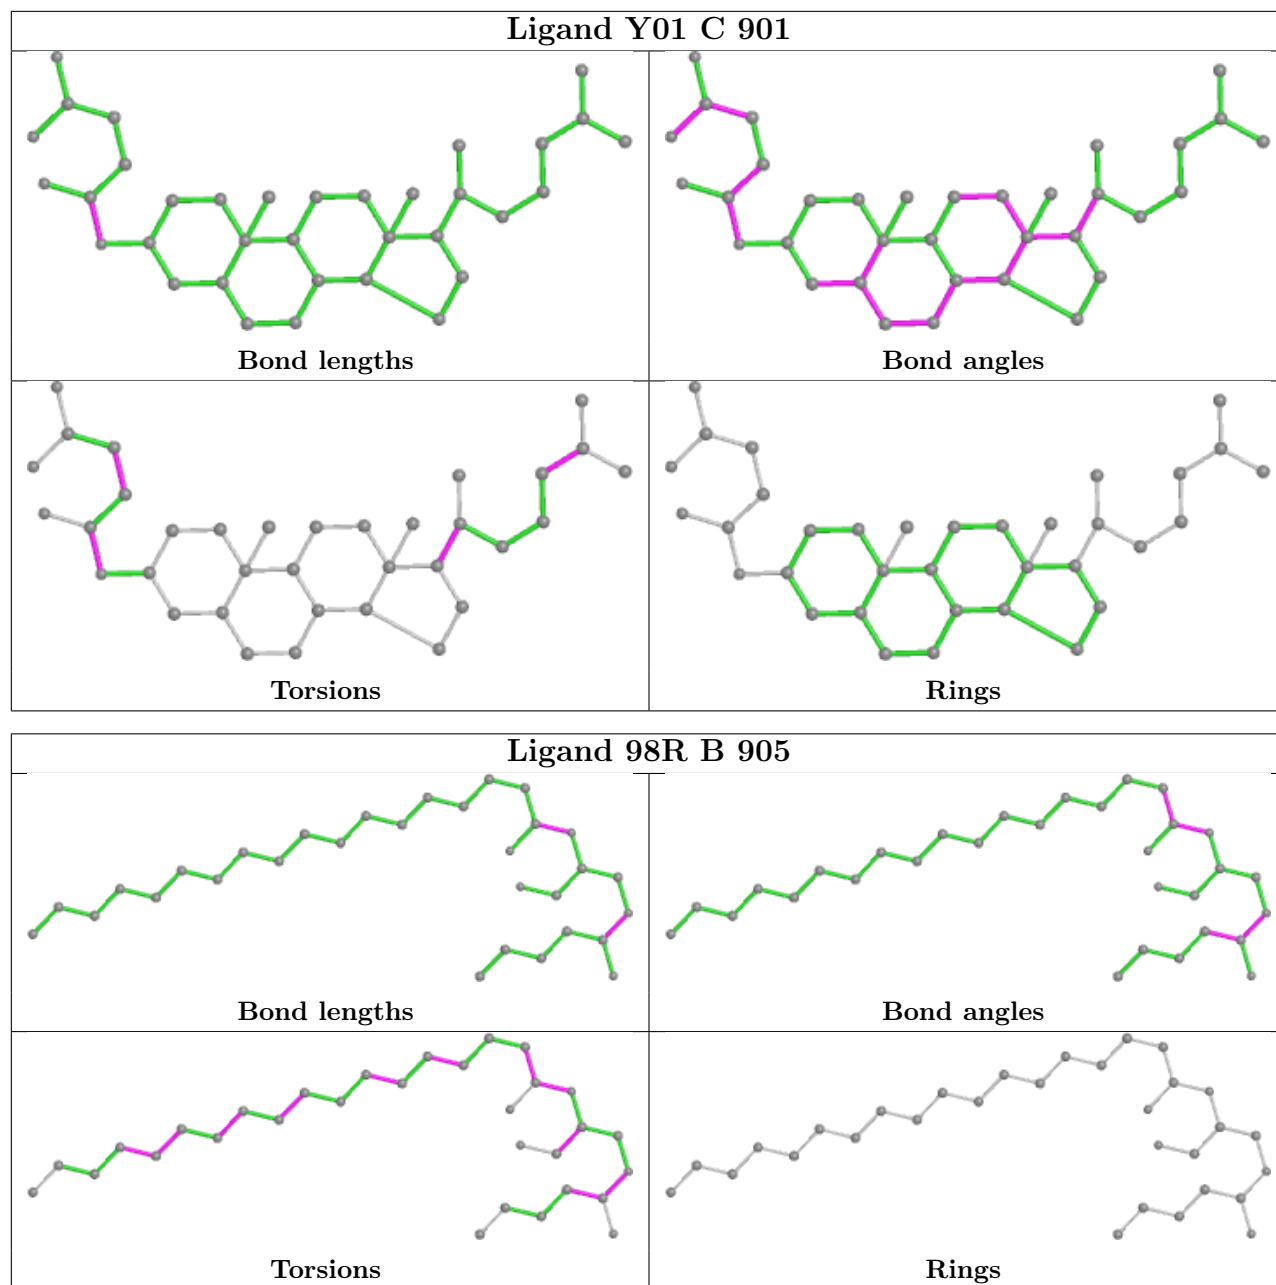 Ligand Y01 C 901
Bond lengths
Bond angles
Torsions
Rings
Ligand 98R B 905
Bond lengths
Bond angles
Torsions
Rings